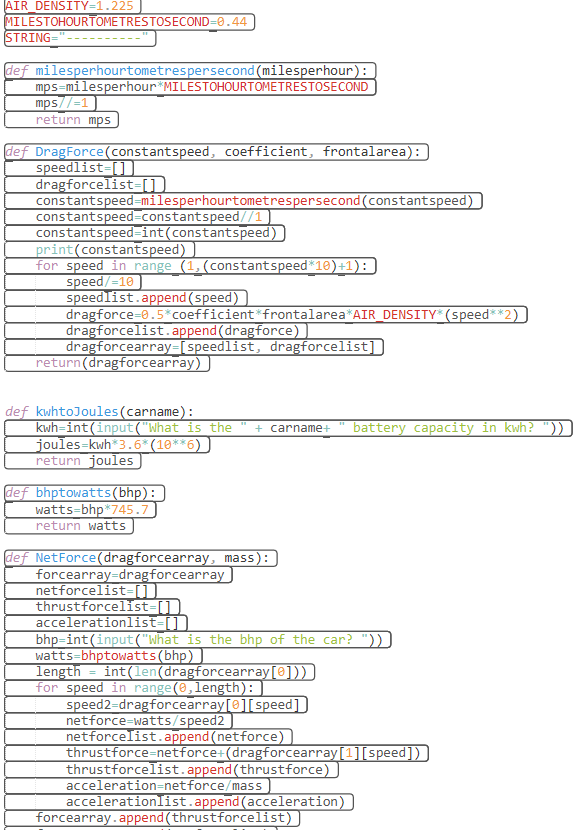 AIR_DENSITY=1.225
MILESTOHOURTOMETRESTOSECOND=0.44
STRING="----------"
def milesperhourtometrespersecond(milesperhour):
mps=milesperhour*MILESTOHOURTOMETRESTOSECOND
mps//=1
return mps
def DragForce(constantspeed, coefficient, frontalarea):
speedlist=[]
dragforcelist=[]
constantspeed=milesperhourtometrespersecond(constantspeed)
constantspeed=constantspeed//1
constantspeed=int(constantspeed)
print(constantspeed)
for speed in range (1,(constantspeed*10)+1):
speed/=10
speedlist.append(speed)
dragforce=0.5*coefficient*frontalarea*AIR_DENSITY*(speed**2)
dragforcelist.append(dragforce)
dragforcearray=[speedlist, dragforcelist]
return(dragforcearray)
def kwhtoJoules(carname):
kwh=int(input("What is the " + carname+ " battery capacity in kwh? "))
joules=kwh*3.6*(10**6)
return joules
def bhptowatts(bhp):
watts=bhp*745.7
return watts
def NetForce(dragforcearray, mass):
forcearray=dragforcearray
netforcelist=[]
thrustforcelist=[]
accelerationlist=[]
bhp=int(input("What is the bhp of the car? "))
watts=bhptowatts(bhp)
length = int(len(dragforcearray[0]))
for speed in range(0,length):
speed2=dragforcearray[0][speed]
netforce=watts/speed2
netforcelist.append(netforce)
thrustforce=netforce+(dragforcearray[1][speed])
thrustforcelist.append(thrustforce)
acceleration=netforce/mass
accelerationlist.append(acceleration)
forcearray.append(thrustforcelist)